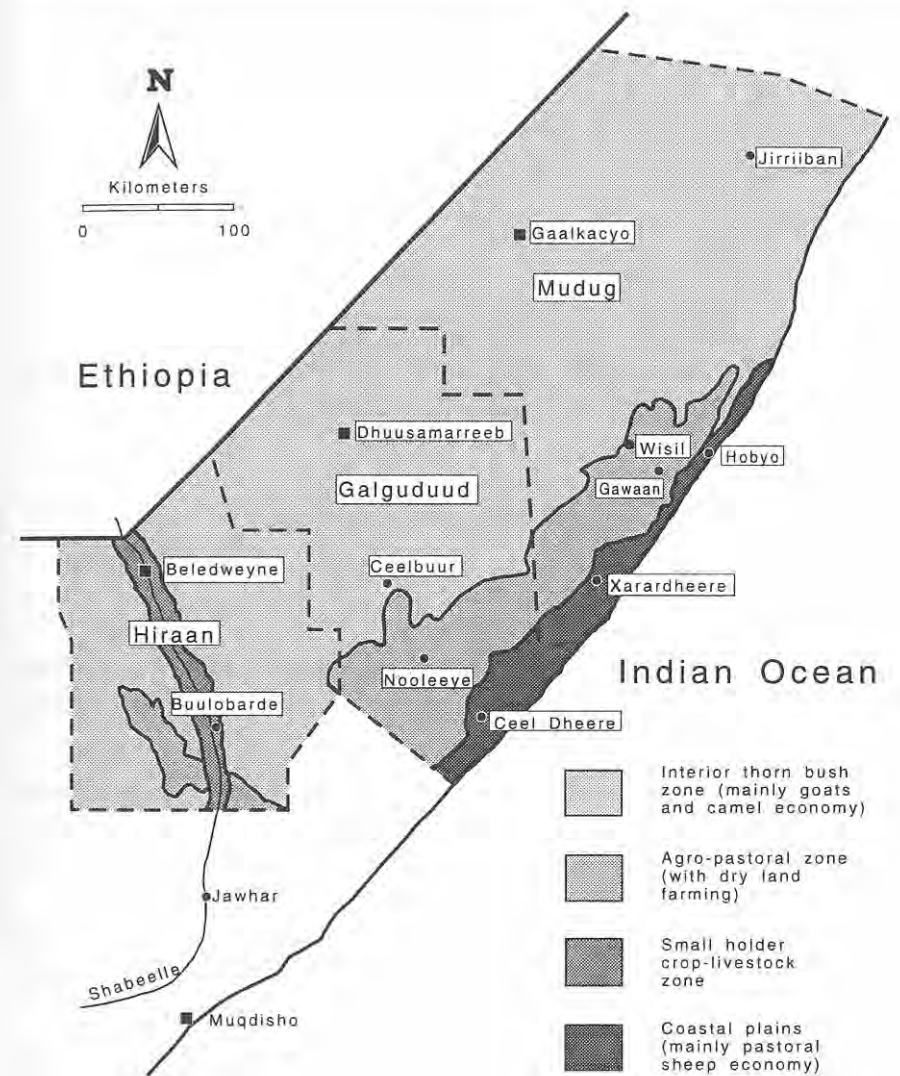 N
Kilometers
0 100
Jirriiban
Gaalkacyo
Mudug
Ethiopia
Dhuusamarreeb
Wisil
Hobyo
Galguduud
Gawaan
Ceelbuur
Beledweyne
Xarardheere
Hiraan
Nooleeye
Indian Ocean
Buulobarde
Ceel Dheere
Interior thorn bush
zone (mainly goats
and camel economy)
Agro-pastoral zone
(with dry land
farming)
Small holder
crop-livestock
zone
Coastal plains
(mainly pastoral
sheep economy)
Jawhar
Shabeelle
Muqdisho